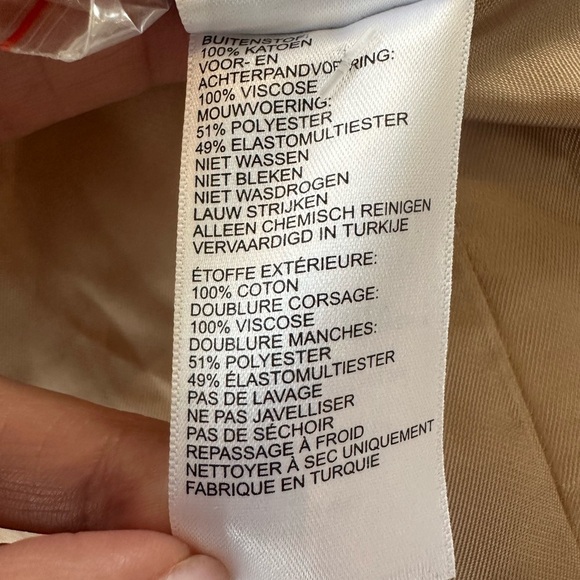 BUITENSTOF:
100% KATOEN
VOOR- EN
ACHTERPANDVOERING:
100% VISCOSE
MOUWVOERING:
51% POLYESTER
49% ELASTOMULTIESTER
NIET WASSEN
NIET BLEKEN
NIET WASDROGEN
LAUW STRIJKEN
ALLEEN CHEMISCH REINIGEN
VERVAARDIGD IN TURKIJE
ÉTOFFE EXTÉRIEURE:
100% COTON
DOUBLURE CORSAGE:
100% VISCOSE
DOUBLURE MANCHES:
51% POLYESTER
49% ÉLASTOMULTIESTER
PAS DE LAVAGE
NE PAS JAVELLISER
PAS DE SÉCHOIR
REPASSAGE À FROID
NETTOYER À SEC UNIQUEMENT
FABRIQUE EN TURQUIE